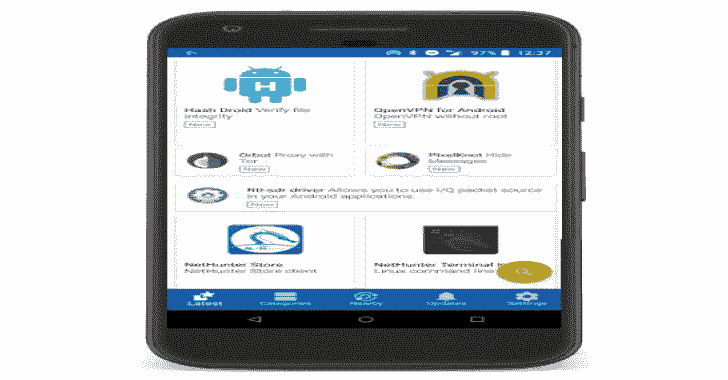 97% 12:37
H
Hash Droid Verify file
integrity
New
OpenVPN for Android
OpenVPN without root
New
Orbot Proxy with
Tor
New
PixelKnot Hide
Messages
New
Rtl-sdr driver Allows you to use I/Q packet source
in your Android applications.
New
NetHunter Store
NetHunter Store client
NetHunter Terminal
Linux command line
Latest
Categories
Nearby
Updates
Settings